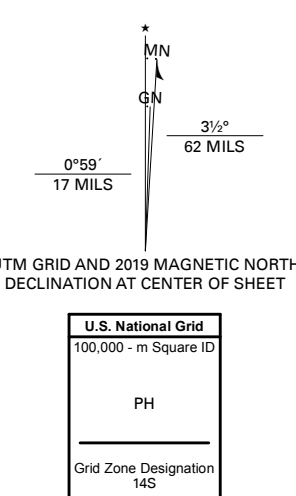 ★
MN
GN
3½°
62 MILS
0°59´
17 MILS
UTM GRID AND 2019 MAGNETIC NORTH
DECLINATION AT CENTER OF SHEET
U.S. National Grid
100,000 - m Square ID
PH
Grid Zone Designation
14S